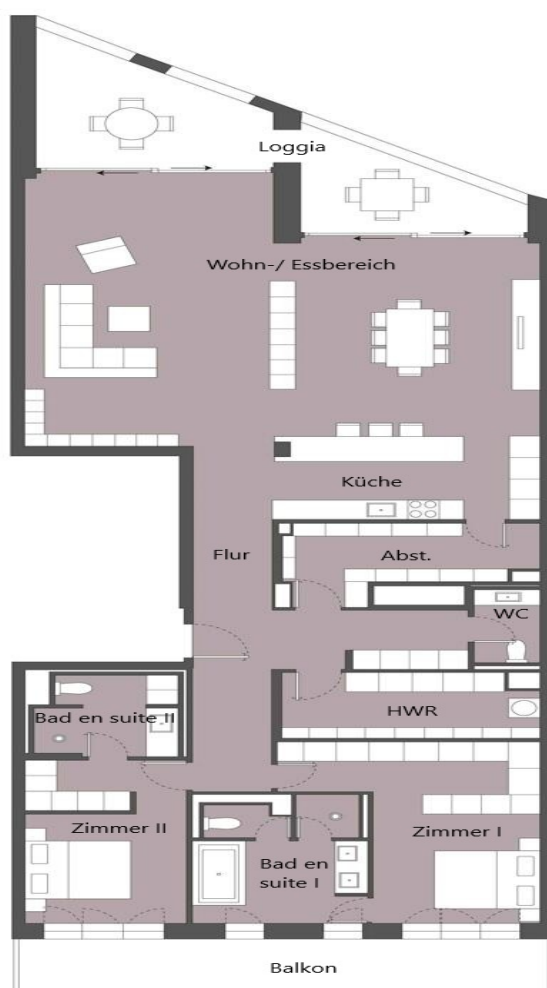 Loggia
Wohn-/ Essbereich
Küche
Flur
Abst.
WC
HWR
Bad en suite II
Zimmer II
Zimmer I
Bad en
suite I
Balkon